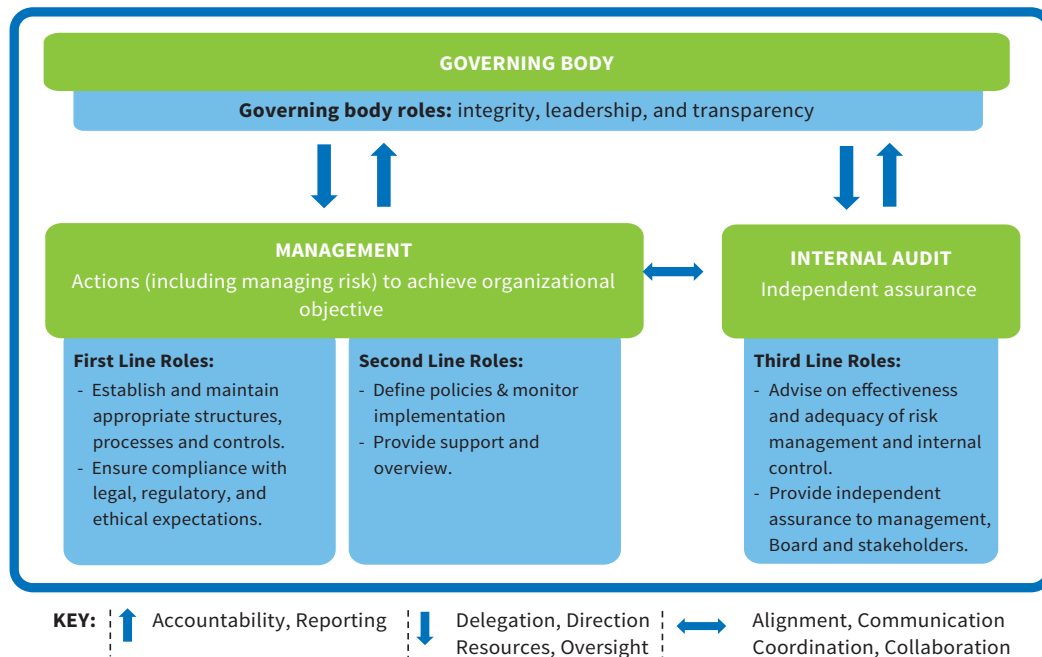 GOVERNING BODY
Governing body roles: integrity, leadership, and transparency
MANAGEMENT
Actions (including managing risk) to achieve organizational
objective
INTERNAL AUDIT
Independent assurance
First Line Roles:
- Establish and maintain
appropriate structures,
processes and controls.
- Ensure compliance with
legal, regulatory, and
ethical expectations.
Second Line Roles:
- Define policies & monitor
implementation
- Provide support and
overview.
Third Line Roles:
- Advise on effectiveness
and adequacy of risk
management and internal
control.
- Provide independent
assurance to management,
Board and stakeholders.
KEY:
Accountability, Reporting
Delegation, Direction
Resources, Oversight
Alignment, Communication
Coordination, Collaboration